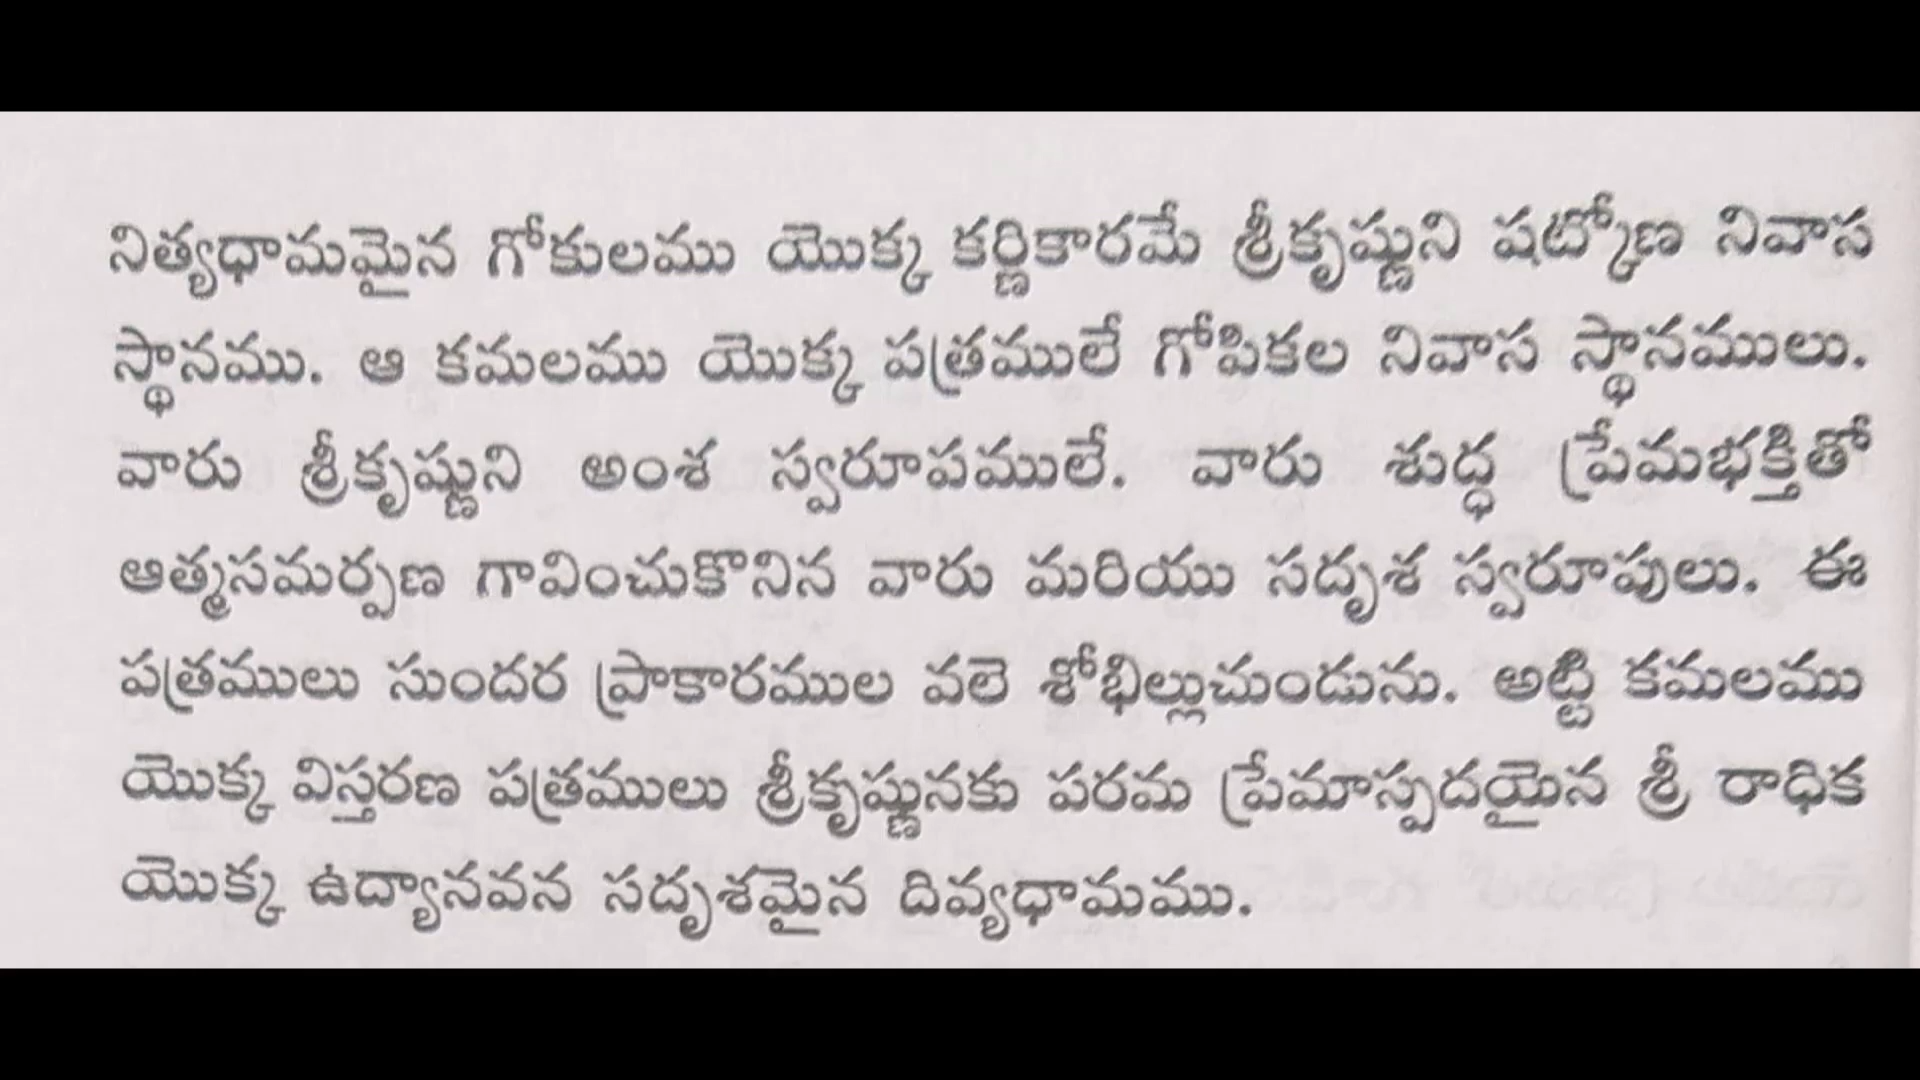 నిత్యధామమైన గోకులము యొక్క కర్ణికారమే శ్రీకృష్ణుని షట్కోణ నివాస
స్థానము. ఆ కమలము యొక్క పత్రములే గోపికల నివాస స్థానములు.
వారు శ్రీకృష్ణుని అంశ స్వరూపములే. వారు శుద్ధ ప్రేమభక్తితో
ఆత్మసమర్పణ గావించుకొనిన వారు మరియు సదృశ స్వరూపులు. ఈ
పత్రములు సుందర ప్రాకారముల వలె శోభిల్లుచుండును. అట్టి కమలము
యొక్క విస్తరణ పత్రములు శ్రీకృష్ణునకు పరమ ప్రేమాస్పదయైన శ్రీ రాధిక
యొక్క ఉద్యానవన సదృశమైన దివ్యధామము.